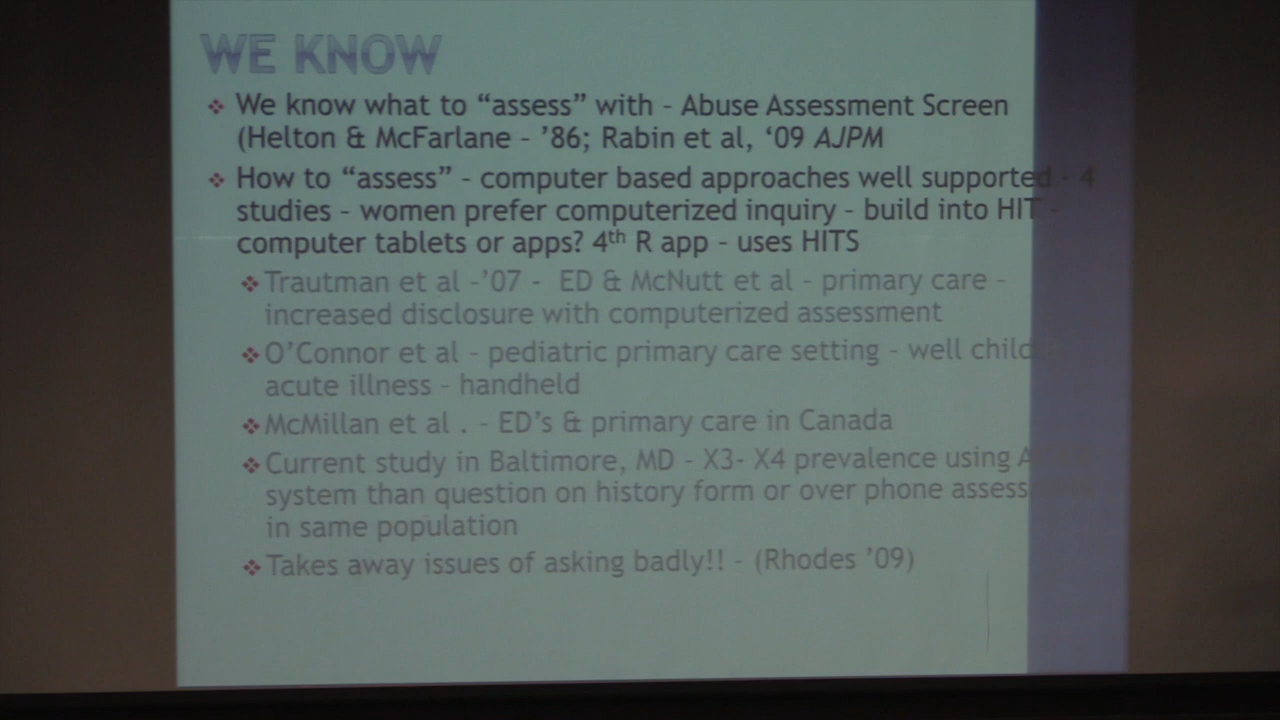 WE KNOW
We know what to “assess” with - Abuse Assessment Screen
(Helton & McFarlane - ’86; Rabin et al, ‘09 AJPM
How to “assess” - computer based approaches well supported - 4
studies - women prefer computerized inquiry - build into HIT -
computer tablets or apps? 4th R app - uses HITS
Trautman et al -’07 - ED & McNutt et al - primary care -
increased disclosure with computerized assessment
O’Connor et al - pediatric primary care setting - well child
acute illness - handheld
McMillan et al . - ED’s & primary care in Canada
Current study in Baltimore, MD - X3- X4 prevalence using
system than question on history form or over phone
in same population
Takes away issues of asking badly!! - (Rhodes ’09)